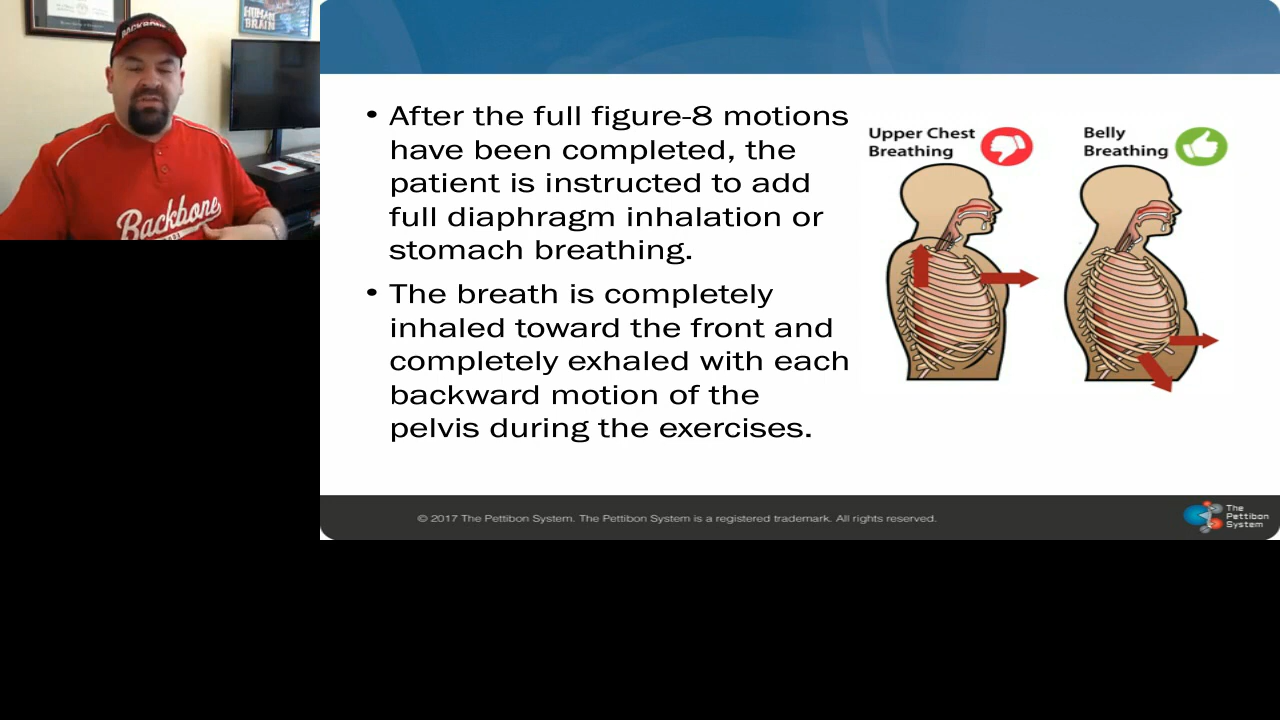 BACKBONE
HUMAN
BRAIN
Backbone
• After the full figure-8 motions
have been completed, the
patient is instructed to add
full diaphragm inhalation or
stomach breathing.
• The breath is completely
inhaled toward the front and
completely exhaled with each
backward motion of the
pelvis during the exercises.
Upper Chest
Breathing
Belly
Breathing
© 2017 The Pettibon System. The Pettibon System is a registered trademark. All rights reserved.
The
Pettibon
System